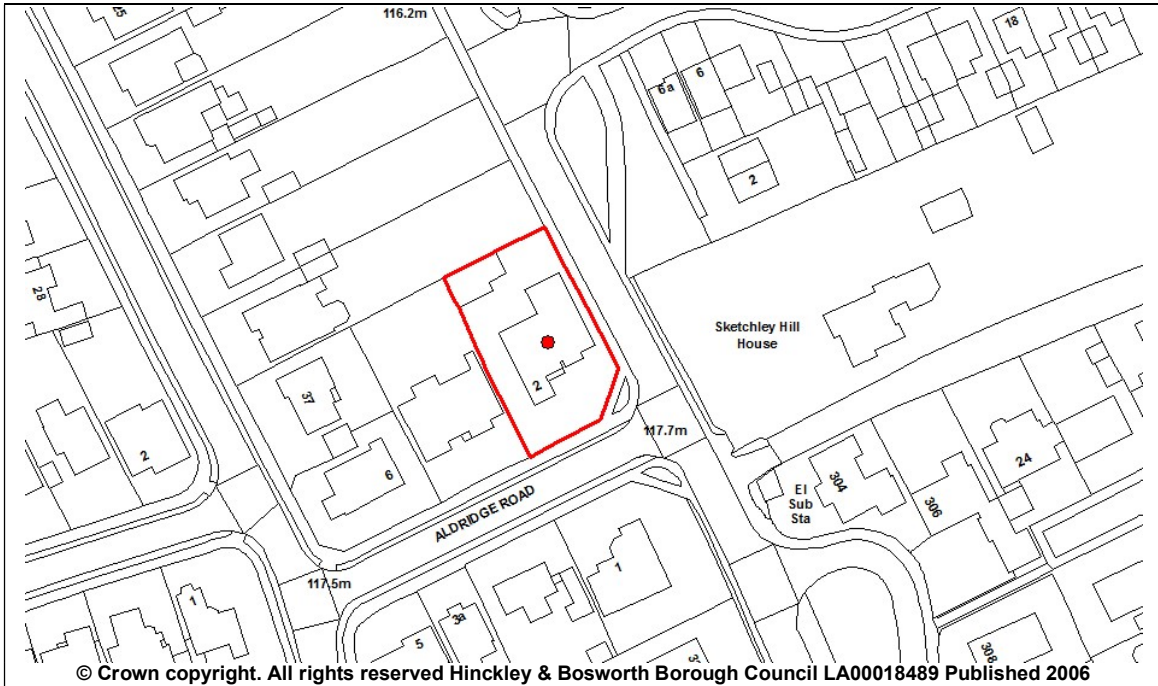 116.2m
25
18
6a
6
2
28
Sketchley Hill
House
2
37
117.7m
2
6
ALDRIDGE ROAD
El
Sub
Sta
304
24
306
1
117.5m
1
3a
5
308
© Crown copyright. All rights reserved Hinckley & Bosworth Borough Council LA00018489 Published 2006